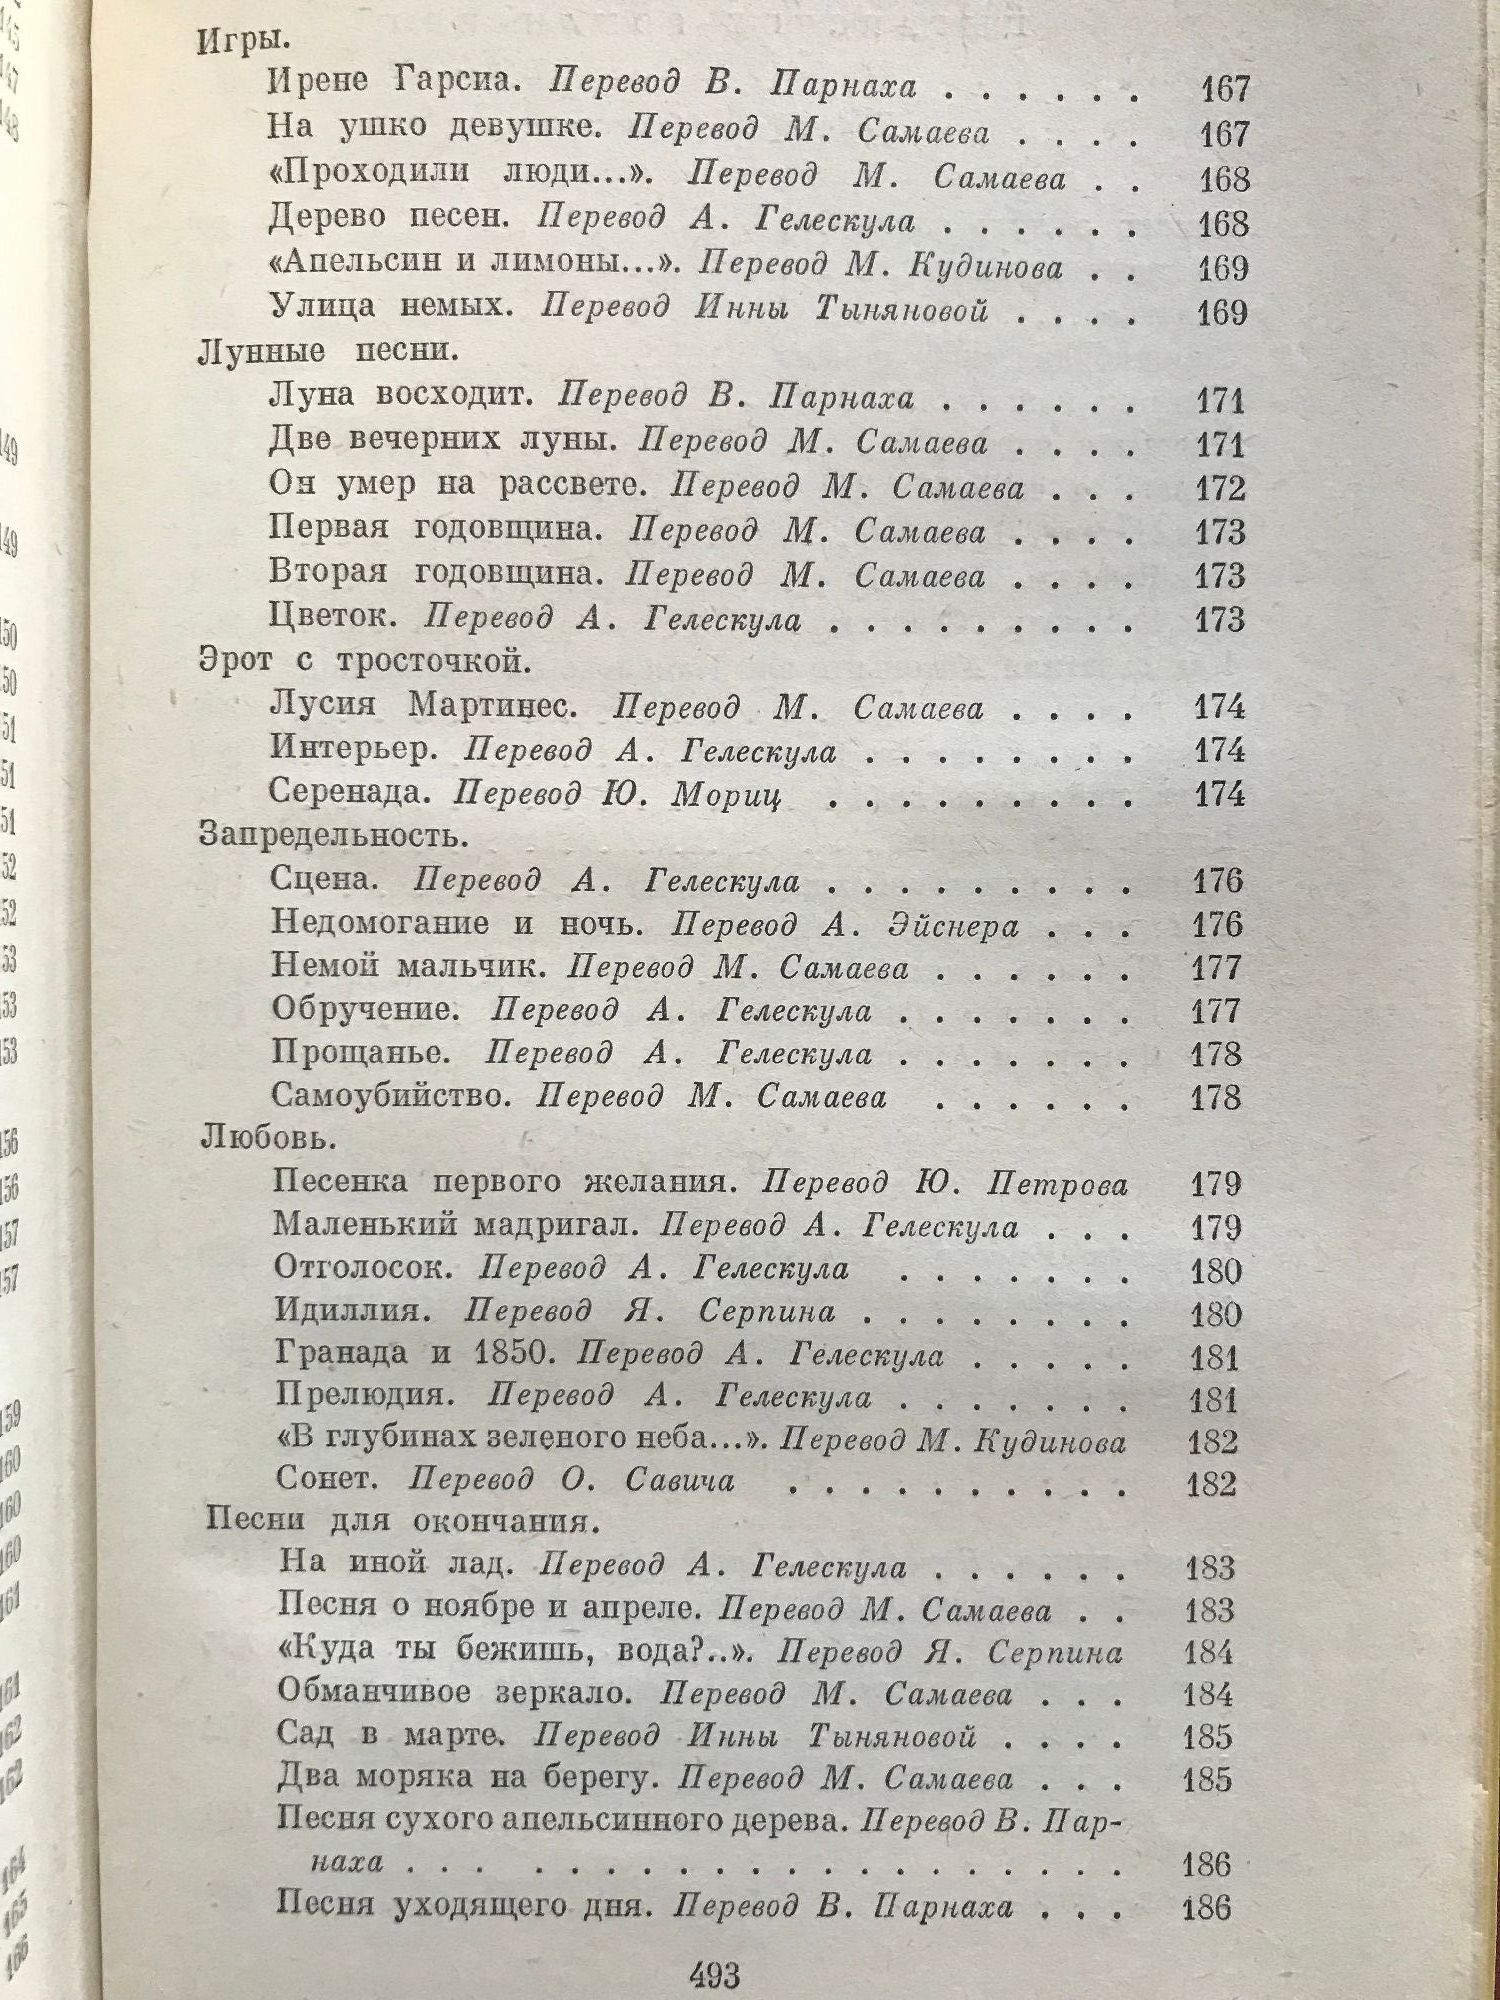 Игры.
Ирене Гарсиа. Перевод В. Парнаха . . . . . . 167
На ушко девушке. Перевод М. Самаева . . . . 167
«Проходили люди...». Перевод М. Самаева . . 168
Дерево песен. Перевод А. Гелескула . . . . . . 168
«Апельсин и лимоны...». Перевод М. Кудинова . . 169
Улица немых. Перевод Инны Тыняновой . . . . 169
Лунные песни.
Луна восходит. Перевод В. Парнаха . . . . . . 171
Две вечерних луны. Перевод М. Самаева . . . . 171
Он умер на рассвете. Перевод М. Самаева . . . 172
Первая годовщина. Перевод М. Самаева . . . . 173
Вторая годовщина. Перевод М. Самаева . . . . 173
Цветок. Перевод А. Гелескула . . . . . . . . . 173
Эрот с тросточкой.
Лусия Мартинес. Перевод М. Самаева . . . . 174
Интерьер. Перевод А. Гелескула . . . . . . . . 174
Серенада. Перевод Ю. Мориц . . . . . . . . . 174
Запредельность.
Сцена. Перевод А. Гелескула . . . . . . . . . 176
Недомогание и ночь. Перевод А. Эйснера . . . 176
Немой мальчик. Перевод М. Самаева . . . . . . 177
Обручение. Перевод А. Гелескула . . . . . . . 177
Прощанье. Перевод А. Гелескула . . . . . . . 178
Самоубийство. Перевод М. Самаева . . . . . . 178
Любовь.
Песенка первого желания. Перевод Ю. Петрова 179
Маленький мадригал. Перевод А. Гелескула . . . 179
Отголосок. Перевод А. Гелескула . . . . . . . 180
Идиллия. Перевод Я. Серпина . . . . . . . . 180
Гранада и 1850. Перевод А. Гелескула . . . . . 181
Прелюдия. Перевод А. Гелескула . . . . . . . 181
«В глубинах зеленого неба...». Перевод М. Кудинова 182
Сонет. Перевод О. Савича . . . . . . . . . . 182
Песни для окончания.
На иной лад. Перевод А. Гелескула . . . . . . 183
Песня о ноябре и апреле. Перевод М. Самаева . . 183
«Куда ты бежишь, вода?..». Перевод Я. Серпина 184
Обманчивое зеркало. Перевод М. Самаева . . . 184
Сад в марте. Перевод Инны Тыняновой . . . . 185
Два моряка на берегу. Перевод М. Самаева . . . 185
Песня сухого апельсинного дерева. Перевод В. Пар-
наха . . . . . . . . . . . . . . . . . . . . 186
Песня уходящего дня. Перевод В. Парнаха . . . 186
493